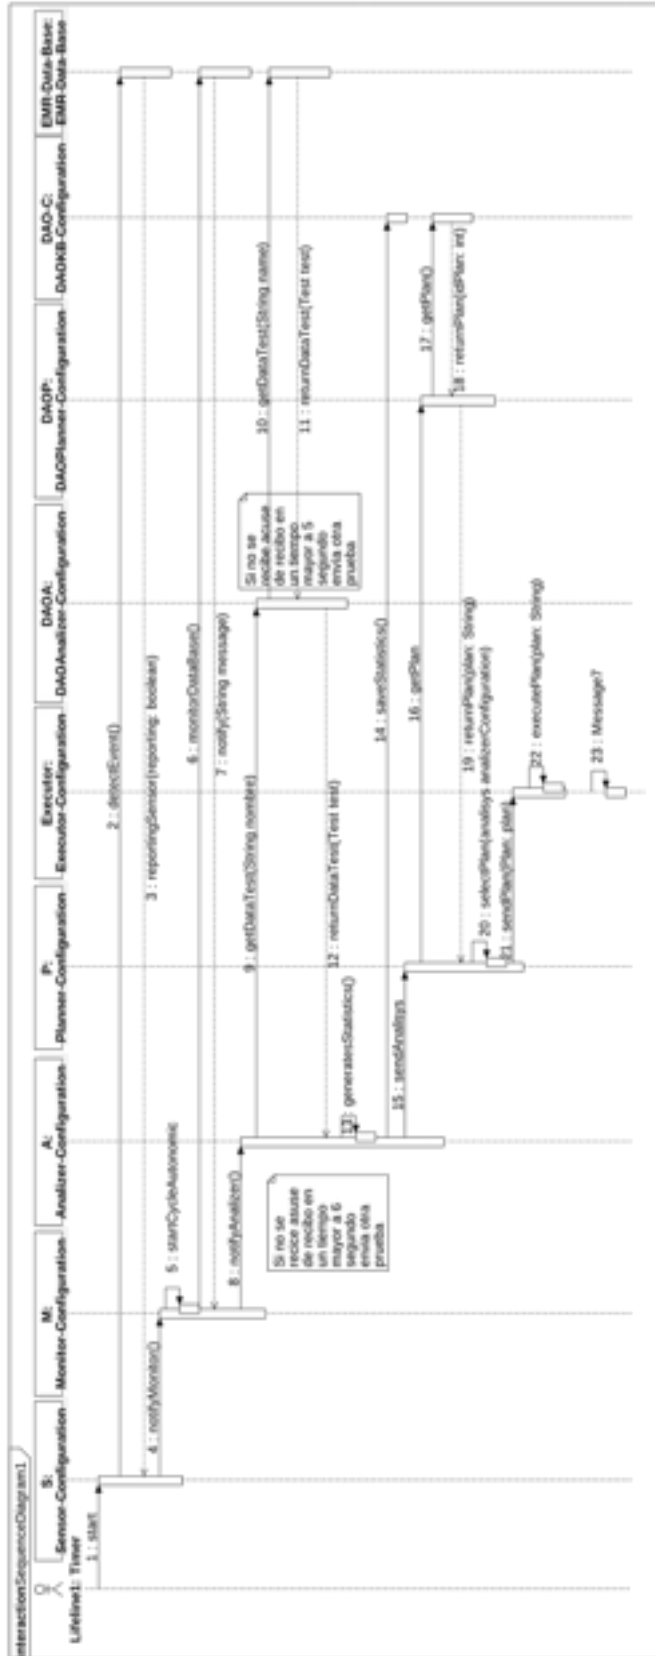 InteractionSequenceDiagram1
Lifeline1: Timer
S:
Sensor-Configuration
M:
Monitor-Configuration
A:
Analizer-Configuration
P:
Planner-Configuration
Executor:
Executor-Configuration
DAOA:
DAOAnalizer-Configuration
DAOP:
DAOPlanner-Configuration
DAO-C:
DAOKB-Configuration
EMR-Data-Base:
EMR-Data-Base
1 : start
2 : detectEvent()
3 : reportingSensor(reporting: boolean)
4 : notifyMonitor()
5 : startCycleAutonomic
6 : monitorDataBase()
7 : notify(String message)
8 : notifyAnalizer()
9 : getDataTest(String nombre)
10 : getDataTest(String name)
11 : returnDataTest(Test test)
Si no se
recibe acuse
de recibo en
un tiempo
mayor a 5
segundo
envia otra
prueba
12 : returnDataTest(Test test)
Si no se
recice asuse
de recibo en
un tiempo
mayor a 6
segundo
envia otra
prueba
13 : generatesStatistics()
14 : saveStatistics()
15 : sendAnalisys
16 : getPlan
17 : getPlan()
18 : returnPlan(idPlan: int)
19 : returnPlan(plan: String)
20 : selectPlan(analisys analizerConfiguration)
21 : sendPlan(Plan: plan)
22 : executePlan(plan: String)
23 : Message7